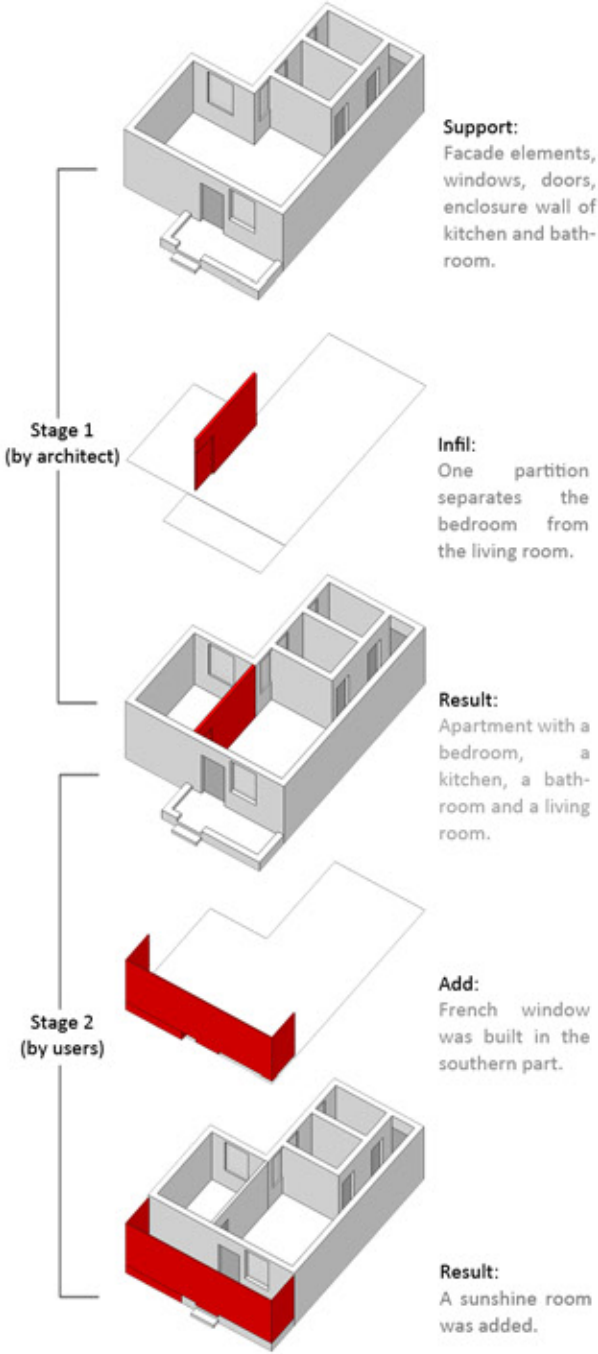 Support:
Facade elements,
windows, doors,
enclosure wall of
kitchen and bath-
room.
Stage 1
(by architect)
Infil:
One partition
separates the
bedroom from
the living room.
Result:
Apartment with a
bedroom, a
kitchen, a bath-
room and a living
room.
Add:
French window
was built in the
southern part.
Stage 2
(by users)
Result:
A sunshine room
was added.